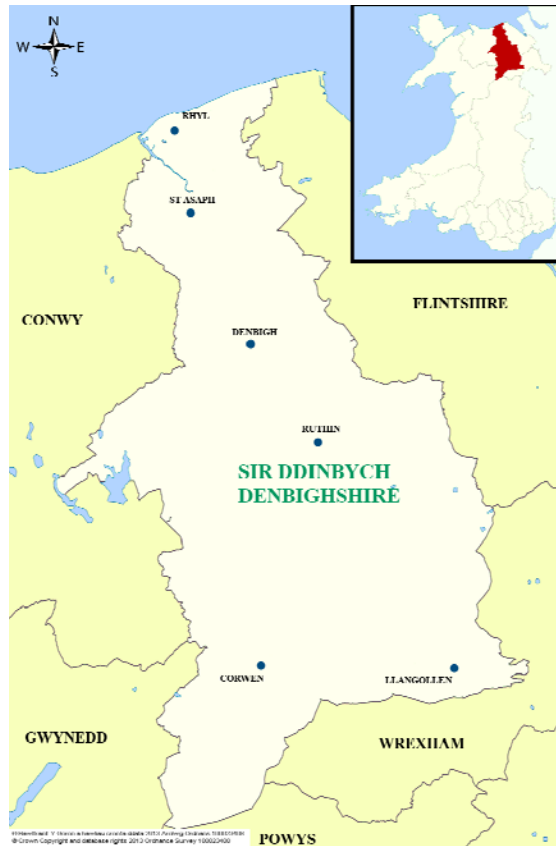 N
W E
S
RHYL
ST ASAPH
CONWY
FLINTSHIRE
DENBIGH
RUTHIN
SIR DDINBYCH
DENBIGHSHIRE
CORWEN
LLANGOLLEN
GWYNEDD
WREXHAM
POWYS
© Crown Copyright and database rights 2013 Ordnance Survey 100023408